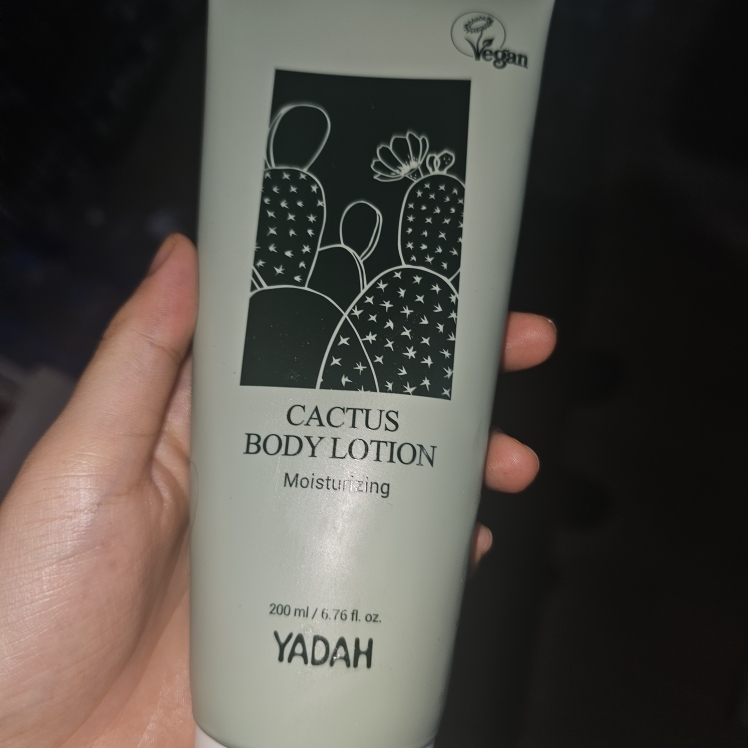 Vegan
CACTUS
BODY LOTION
Moisturizing
200 ml / 6.76 fl. oz.
YADAH